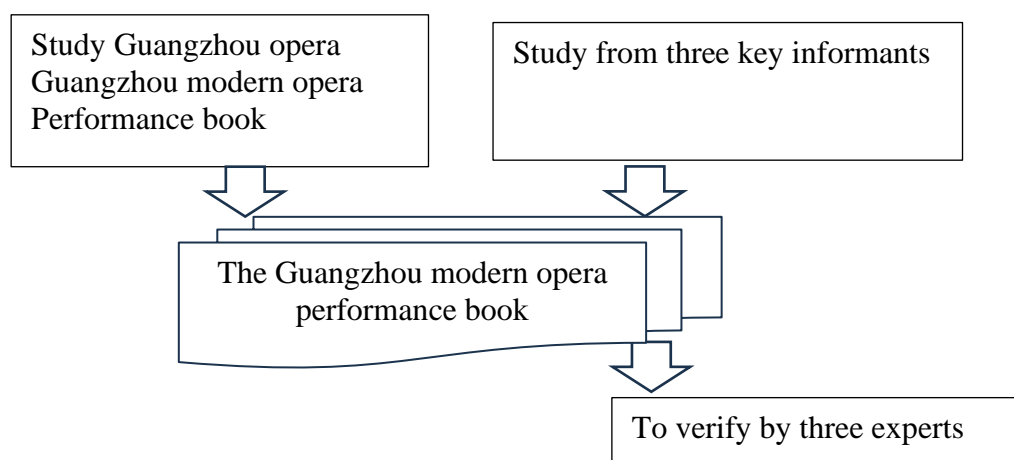 Study Guangzhou opera
Guangzhou modern opera
Performance book
Study from three key informants
The Guangzhou modern opera
performance book
To verify by three experts